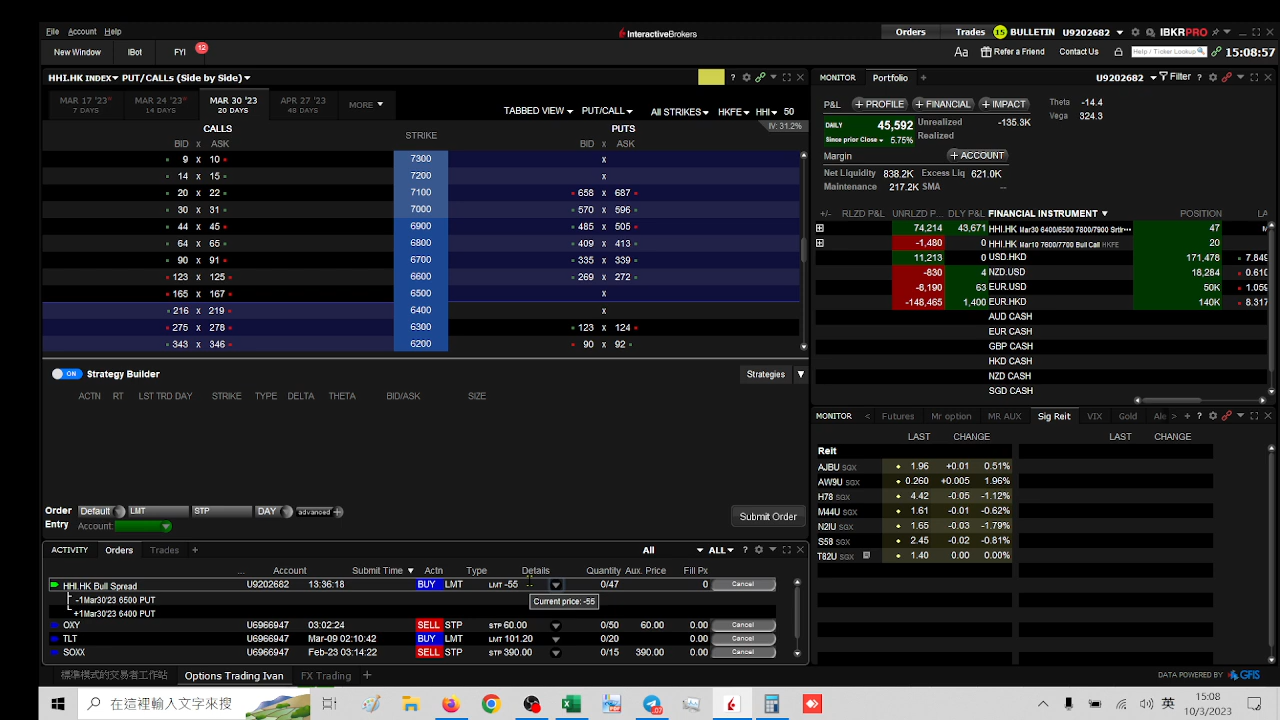 File Account Help
InteractiveBrokers
Orders Trades 15 BULLETIN U9202682 IBKRPRO
New Window IBot FYI 12
Aa Refer a Friend Contact Us Help / Ticker Lookup 15:08:57
HHI.HK INDEX PUT/CALLS (Side by Side)
MAR 17 '23 MAR 24 '23 MAR 30 '23 APR 27 '23 MORE
7 DAYS 14 DAYS 20 DAYS 48 DAYS
TABBED VIEW PUT/CALL All STRIKES HKFE HHI 50
IV: 31.2%
CALLS STRIKE PUTS
BID x ASK BID x ASK
9 x 10 7300 x
14 x 15 7200 x
20 x 22 7100 658 x 687
30 x 31 7000 570 x 596
44 x 45 6900 485 x 505
64 x 65 6800 409 x 413
90 x 91 6700 335 x 339
123 x 125 6600 269 x 272
165 x 167 6500 x
216 x 219 6400 x
275 x 278 6300 123 x 124
343 x 346 6200 90 x 92
ON Strategy Builder Strategies
ACTN RT LST TRD DAY STRIKE TYPE DELTA THETA BID/ASK SIZE
Order Default LMT STP DAY advanced
Entry Account: Submit Order
ACTIVITY Orders Trades + All ALL
... Account Submit Time Actn Type Details Quantity Aux. Price Fill Px
HHI.HK Bull Spread U9202682 13:36:18 BUY LMT LMT -55 0/47 0 Cancel
-1Mar30'23 6500 PUT
Current price: -55
+1Mar30'23 6400 PUT
OXY U6966947 03:02:24 SELL STP STP 60.00 0/50 60.00 0.00 Cancel
TLT U6966947 Mar-09 02:10:42 BUY LMT LMT 101.20 0/20 0.00 Cancel
SOXX U6966947 Feb-23 03:14:22 SELL STP STP 390.00 0/15 390.00 0.00 Cancel
標準模式的交易者工作站 Options Trading Ivan FX Trading +
MONITOR Portfolio + U9202682 Filter
P&L + PROFILE + FINANCIAL + IMPACT Theta -14.4
Vega 324.3
DAILY 45,592 Unrealized -135.3K
Since prior Close 5.75% Realized
Margin + ACCOUNT
Net Liquidity 838.2K Excess Liq 621.0K
Maintenance 217.2K SMA --
+/- RLZD P&L UNRLZD P... DLY P&L FINANCIAL INSTRUMENT POSITION LA
74,214 43,671 HHI.HK Mar30 6400/6500 7800/7900 Srtlr... 47
-1,480 0 HHI.HK Mar10 7600/7700 Bull Call HKFE 20
11,213 0 USD.HKD 171,478 7.849
-830 4 NZD.USD 18,284 0.610
-8,190 63 EUR.USD 50K 1.059
-148,465 1,400 EUR.HKD 140K 8.317
AUD CASH
EUR CASH
GBP CASH
HKD CASH
NZD CASH
SGD CASH
MONITOR < Futures Mr option MR AUX Sig Reit VIX Gold Ale > +
LAST CHANGE LAST CHANGE
Reit
AJBU SGX 1.96 +0.01 0.51%
AW9U SGX 0.260 +0.005 1.96%
H78 SGX 4.42 -0.05 -1.12%
M44U SGX 1.61 -0.01 -0.62%
N2IU SGX 1.65 -0.03 -1.79%
S58 SGX 2.45 -0.02 -0.81%
T82U SGX 1.40 0.00 0.00%
DATA POWERED BY GFIS
在這裡輸入文字來搜
英 15:08
10/3/2023